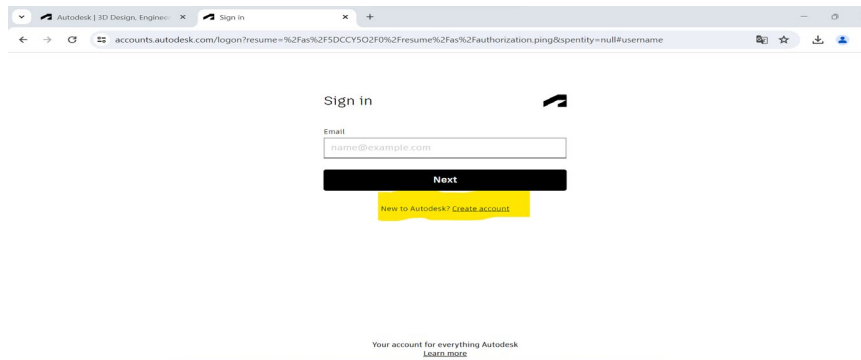 Autodesk | 3D Design, Enginee
Sign in
accounts.autodesk.com/logon?resume=%2Fas%2F5DCCY5O2F0%2Fresume%2Fas%2Fauthorization.ping&spentity=null#username
Sign in
Email
name@example.com
Next
New to Autodesk? Create account
Your account for everything Autodesk
Learn more